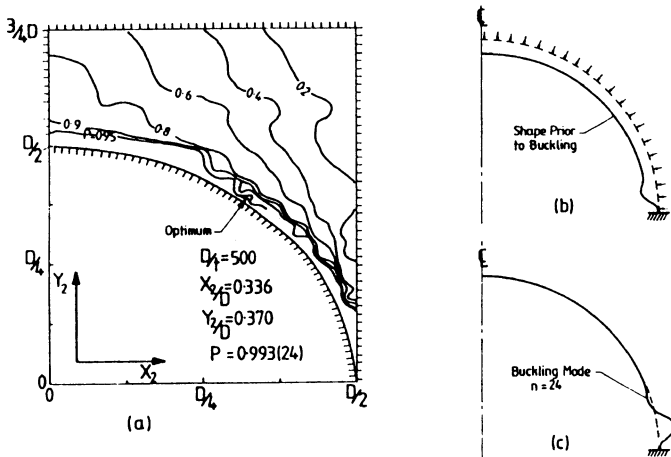 3/4 D
0.6
0.4
0.2
0.9
0.8
P=0.95
D/2
Optimum
D/t=500
X2/D=0.336
Y2/D=0.370
P = 0.993(24)
D/4
Y2
X2
0
0
D/4
D/2
(a)
℄
Shape Prior
to Buckling
(b)
℄
Buckling Mode
n=24
(c)